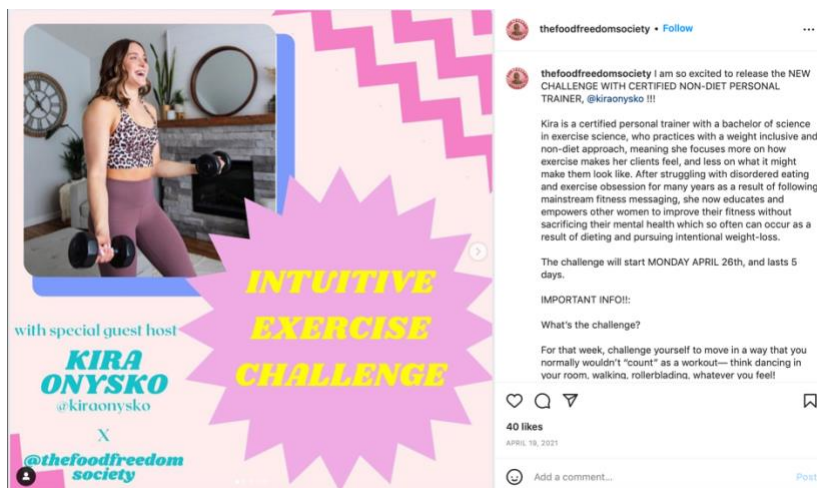 INTUITIVE
EXERCISE
CHALLENGE
with special guest host
KIRA
ONYSKO
@kiraonysko
X
@thefoodfreedom
society
thefoodfreedomsociety • Follow
thefoodfreedomsociety I am so excited to release the NEW
CHALLENGE WITH CERTIFIED NON-DIET PERSONAL
TRAINER, @kiraonysko !!!
Kira is a certified personal trainer with a bachelor of science
in exercise science, who practices with a weight inclusive and
non-diet approach, meaning she focuses more on how
exercise makes her clients feel, and less on what it might
make them look like. After struggling with disordered eating
and exercise obsession for many years as a result of following
mainstream fitness messaging, she now educates and
empowers other women to improve their fitness without
sacrificing their mental health which so often can occur as a
result of dieting and pursuing intentional weight-loss.
The challenge will start MONDAY APRIL 26th, and lasts 5
days.
IMPORTANT INFO!!:
What's the challenge?
For that week, challenge yourself to move in a way that you
normally wouldn't “count” as a workout— think dancing in
your room, walking, rollerblading, whatever you feel!
40 likes
APRIL 19, 2021
Add a comment...
Post